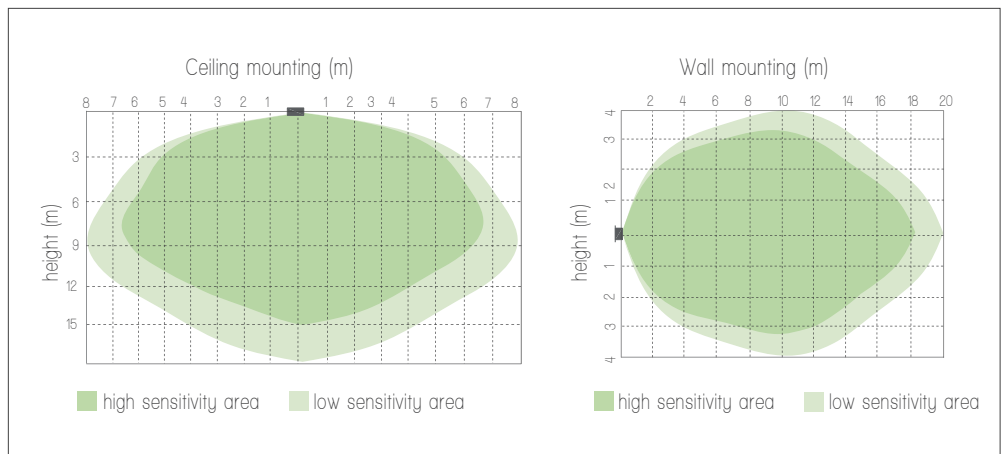 Ceiling mounting (m)
8 7 6 5 4 3 2 1 1 2 3 4 5 6 7 8
height (m)
3
6
9
12
15
high sensitivity area
low sensitivity area
Wall mounting (m)
2 4 6 8 10 12 14 16 18 20
height (m)
4
3
2
1
1
2
3
4
high sensitivity area
low sensitivity area